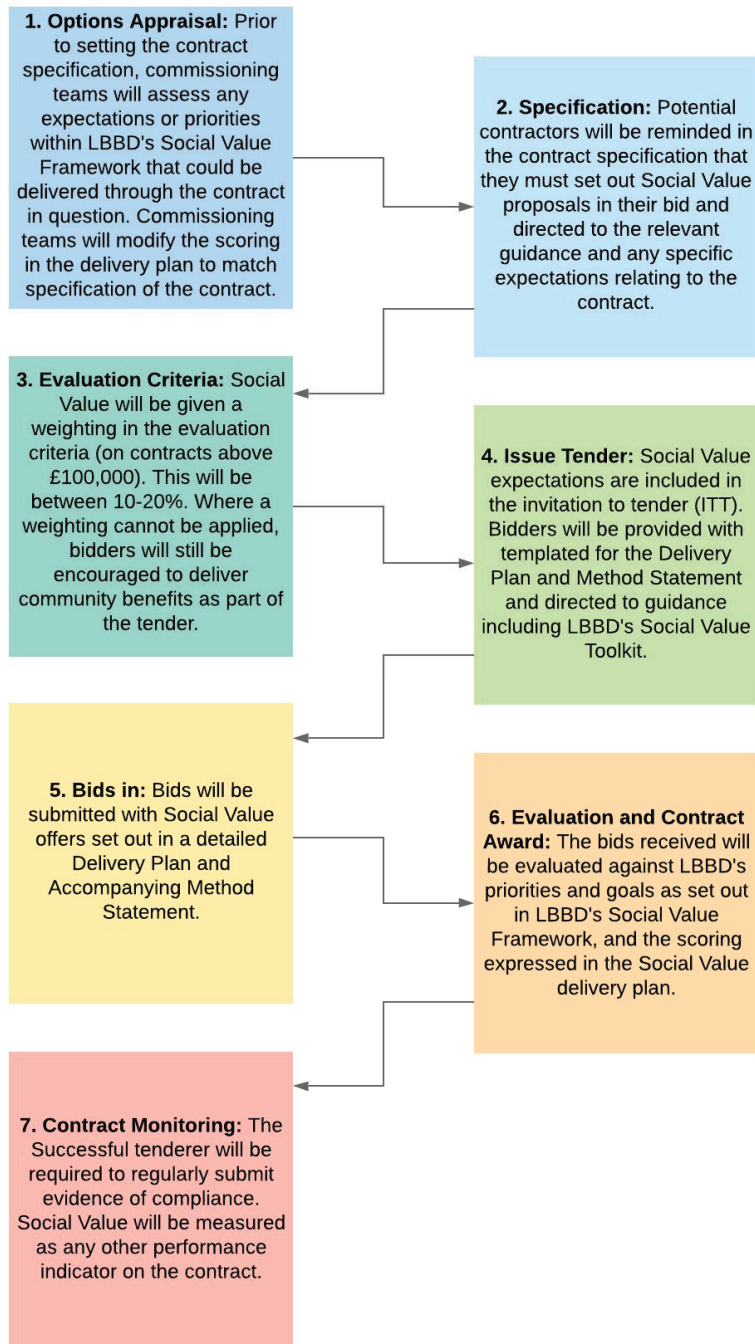 1. Options Appraisal: Prior
to setting the contract
specification, commissioning
teams will assess any
expectations or priorities
within LBBD's Social Value
Framework that could be
delivered through the contract
in question. Commissioning
teams will modify the scoring
in the delivery plan to match
specification of the contract.
2. Specification: Potential
contractors will be reminded in
the contract specification that
they must set out Social Value
proposals in their bid and
directed to the relevant
guidance and any specific
expectations relating to the
contract.
3. Evaluation Criteria: Social
Value will be given a
weighting in the evaluation
criteria (on contracts above
£100,000). This will be
between 10-20%. Where a
weighting cannot be applied,
bidders will still be
encouraged to deliver
community benefits as part of
the tender.
4. Issue Tender: Social Value
expectations are included in
the invitation to tender (ITT).
Bidders will be provided with
templated for the Delivery
Plan and Method Statement
and directed to guidance
including LBBD's Social Value
Toolkit.
5. Bids in: Bids will be
submitted with Social Value
offers set out in a detailed
Delivery Plan and
Accompanying Method
Statement.
6. Evaluation and Contract
Award: The bids received will
be evaluated against LBBD's
priorities and goals as set out
in LBBD's Social Value
Framework, and the scoring
expressed in the Social Value
delivery plan.
7. Contract Monitoring: The
Successful tenderer will be
required to regularly submit
evidence of compliance.
Social Value will be measured
as any other performance
indicator on the contract.